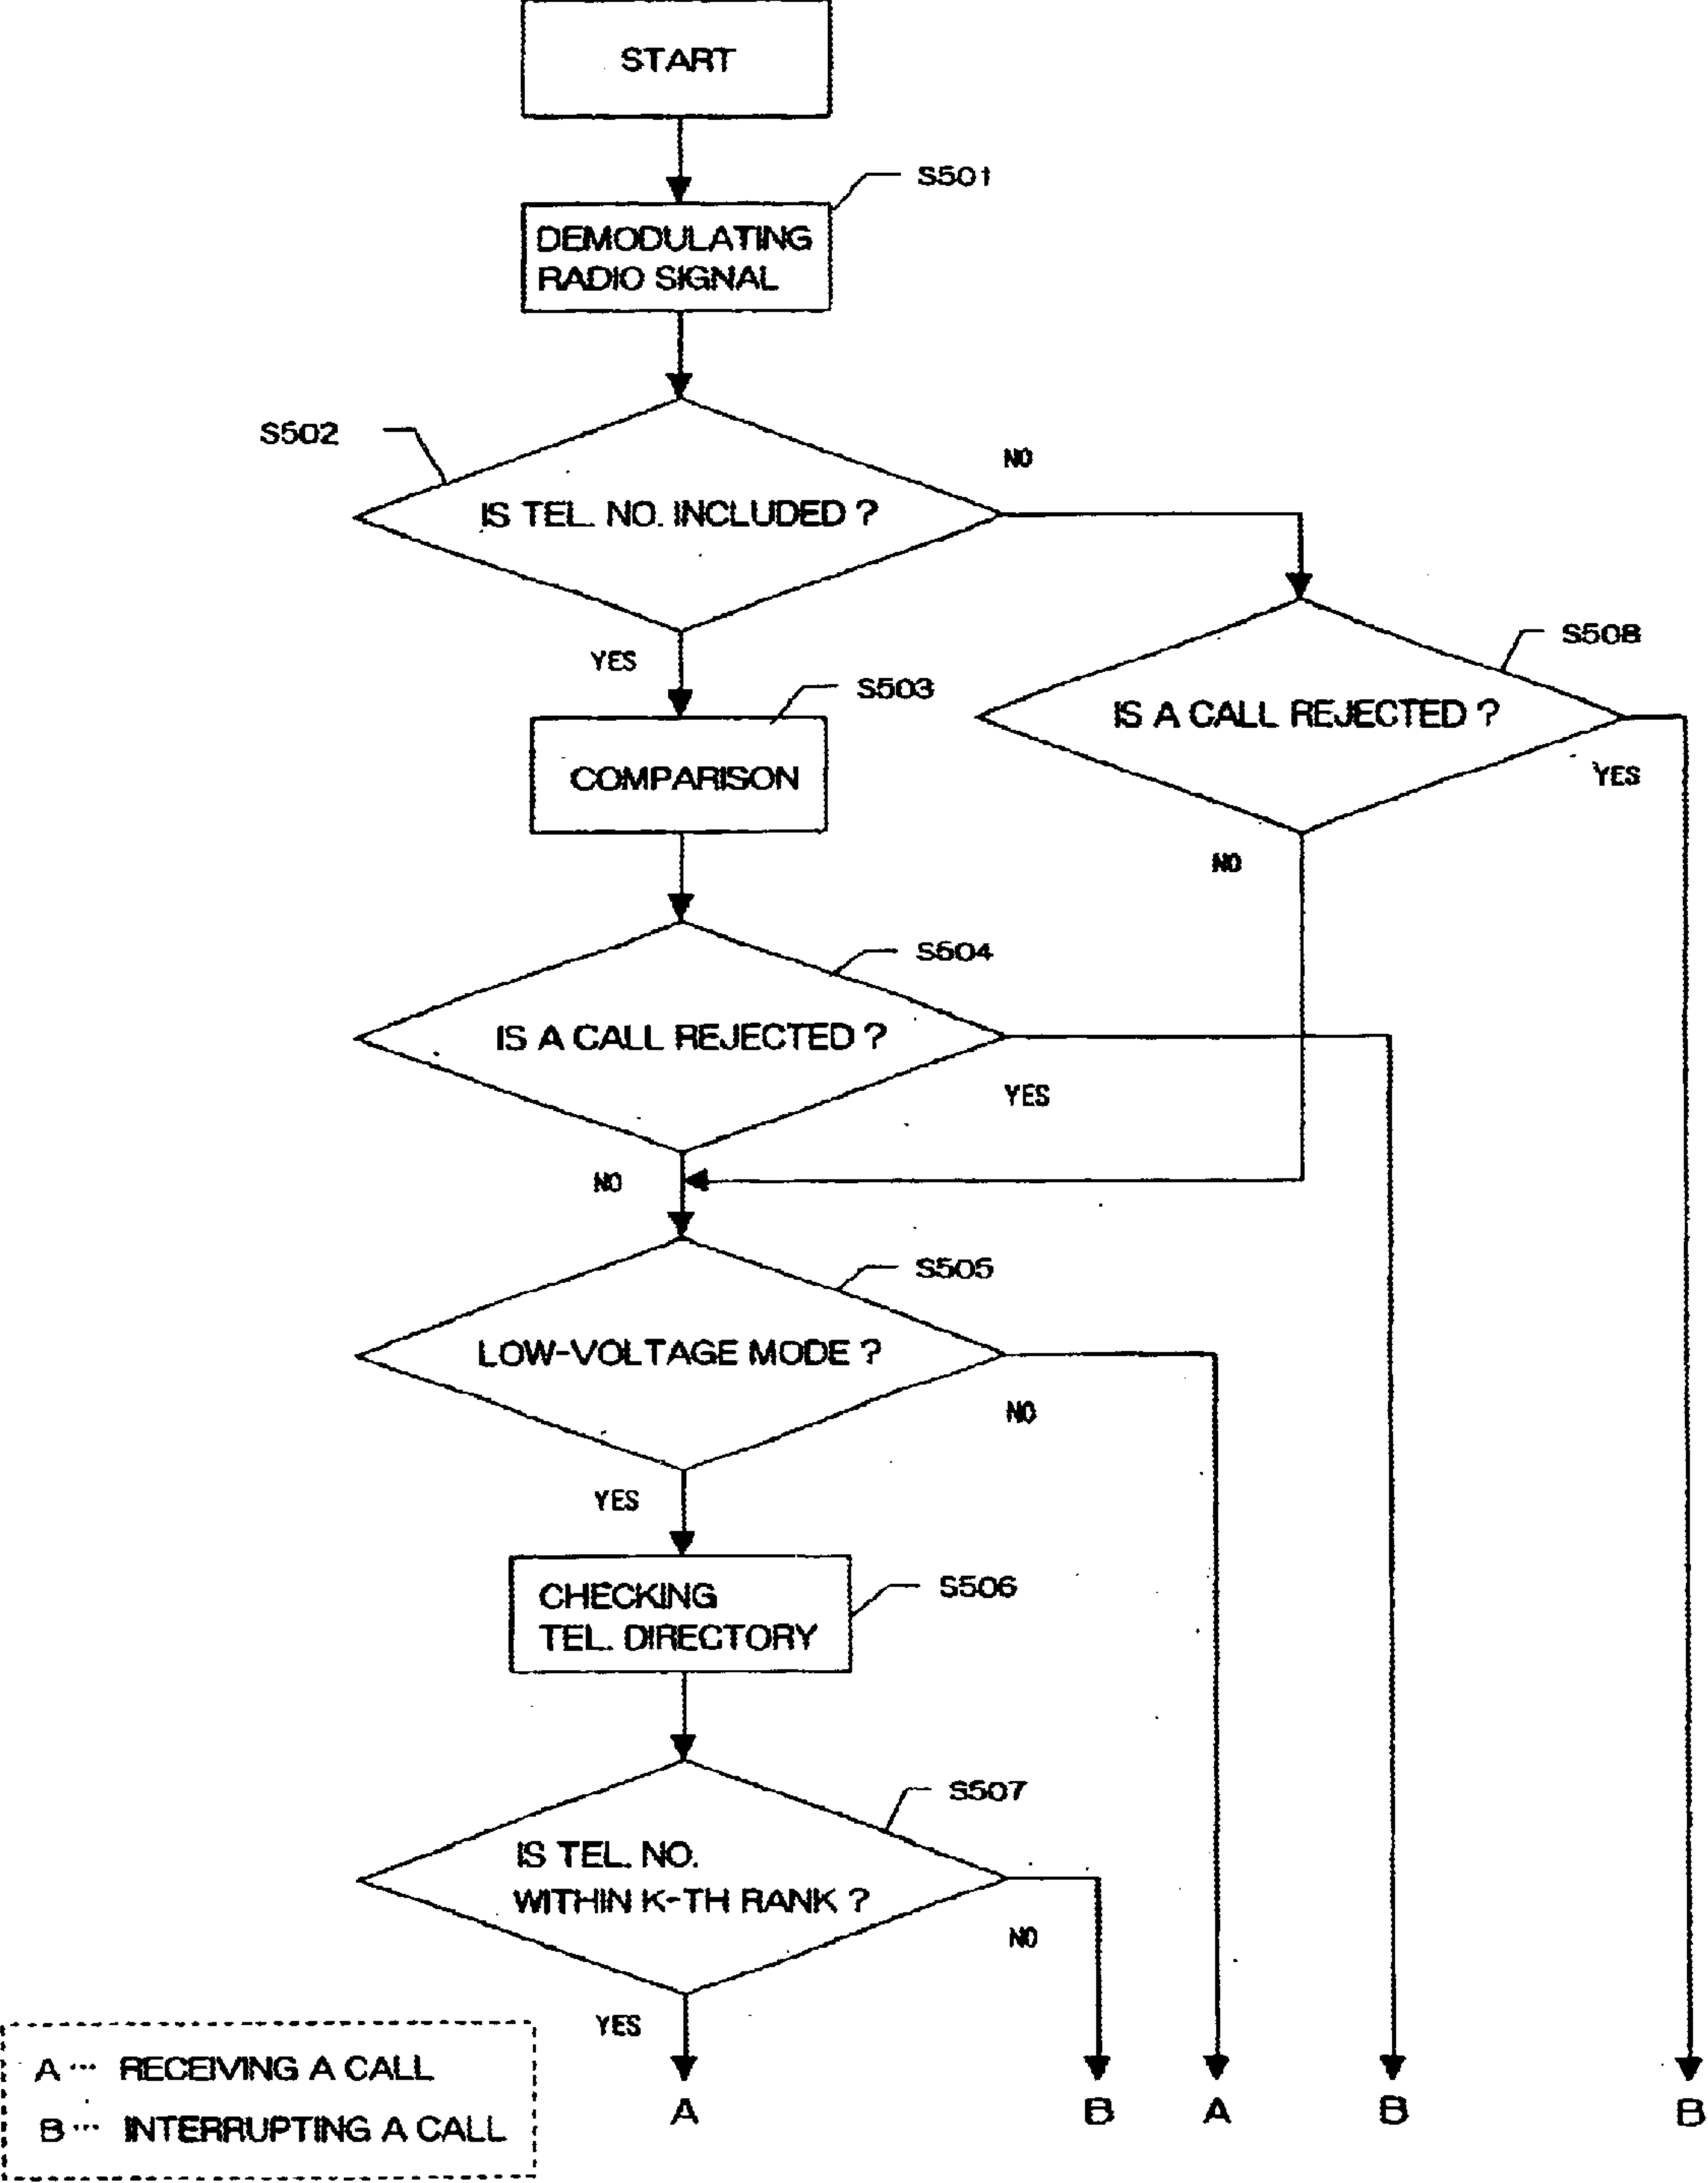 START
S501
DEMODULATING
RADIO SIGNAL
S502
NO
IS TEL. NO. INCLUDED ?
S508
YES
S503
IS A CALL REJECTED ?
COMPARISON
YES
NO
S504
IS A CALL REJECTED ?
YES
NO
S505
LOW-VOLTAGE MODE ?
NO
YES
S506
CHECKING
TEL. DIRECTORY
S507
IS TEL. NO.
WITHIN K-TH RANK ?
NO
YES
A ... RECEIVING A CALL
B ... INTERRUPTING A CALL
A
B
A
B
B